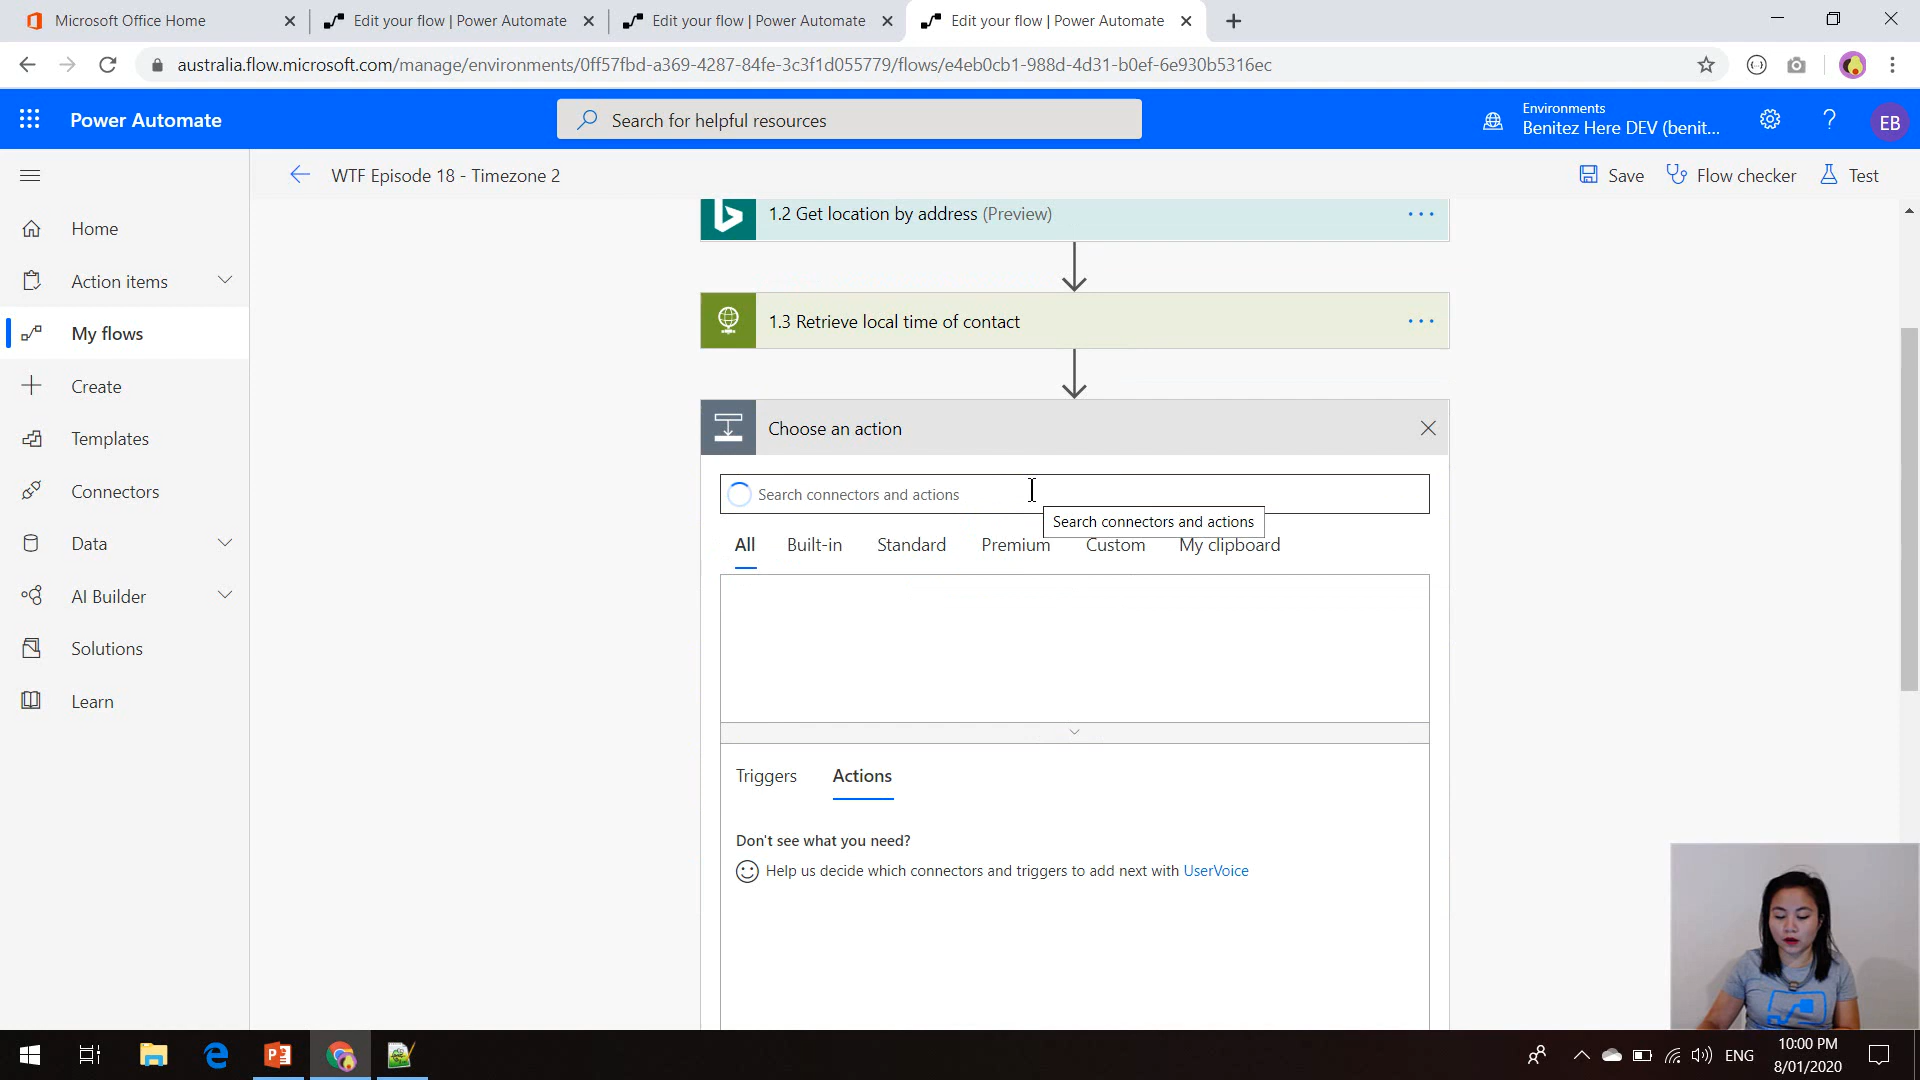 Microsoft Office Home
Edit your flow | Power Automate
Edit your flow | Power Automate
Edit your flow | Power Automate
australia.flow.microsoft.com/manage/environments/0ff57fbd-a369-4287-84fe-3c3f1d055779/flows/e4eb0cb1-988d-4d31-b0ef-6e930b5316ec
Power Automate
Search for helpful resources
Environments
Benitez Here DEV (benit...
EB
WTF Episode 18 - Timezone 2
Save
Flow checker
Test
Home
Action items
My flows
Create
Templates
Connectors
Data
AI Builder
Solutions
Learn
1.2 Get location by address (Preview)
1.3 Retrieve local time of contact
Choose an action
Search connectors and actions
Search connectors and actions
All
Built-in
Standard
Premium
Custom
My clipboard
Triggers
Actions
Don't see what you need?
Help us decide which connectors and triggers to add next with UserVoice
ENG
10:00 PM
8/01/2020